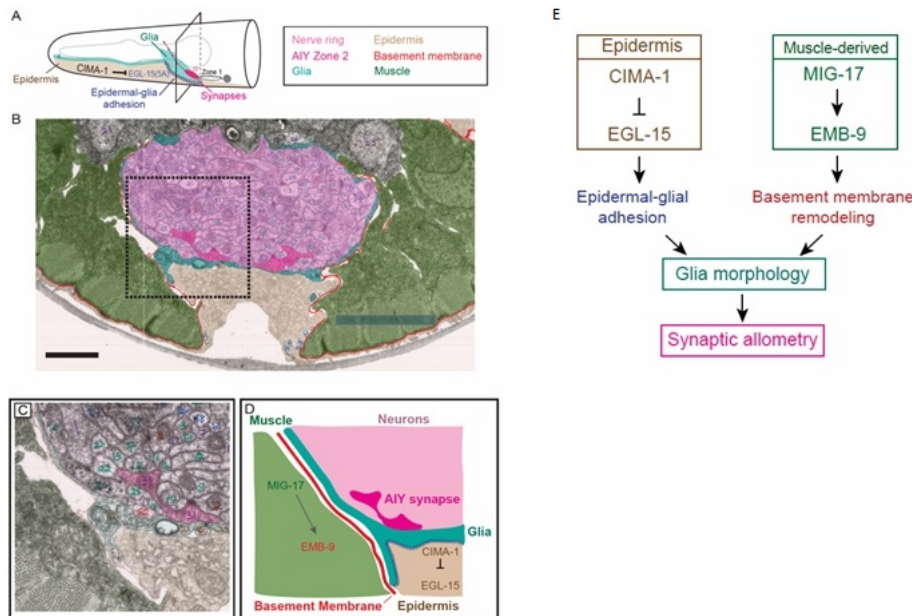 A
Glia
Epidermis
CIMA-1
EGL-15(5A)
Zone 1
Epidermal-glia
adhesion
Synapses
Nerve ring
Epidermis
AIY Zone 2
Basement membrane
Glia
Muscle
B
C
D
Muscle
Neurons
MIG-17
AIY synapse
EMB-9
Glia
CIMA-1
EGL-15
Basement Membrane
Epidermis
E
Epidermis
Muscle-derived
CIMA-1
MIG-17
EGL-15
EMB-9
Epidermal-glial
adhesion
Basement membrane
remodeling
Glia morphology
Synaptic allometry